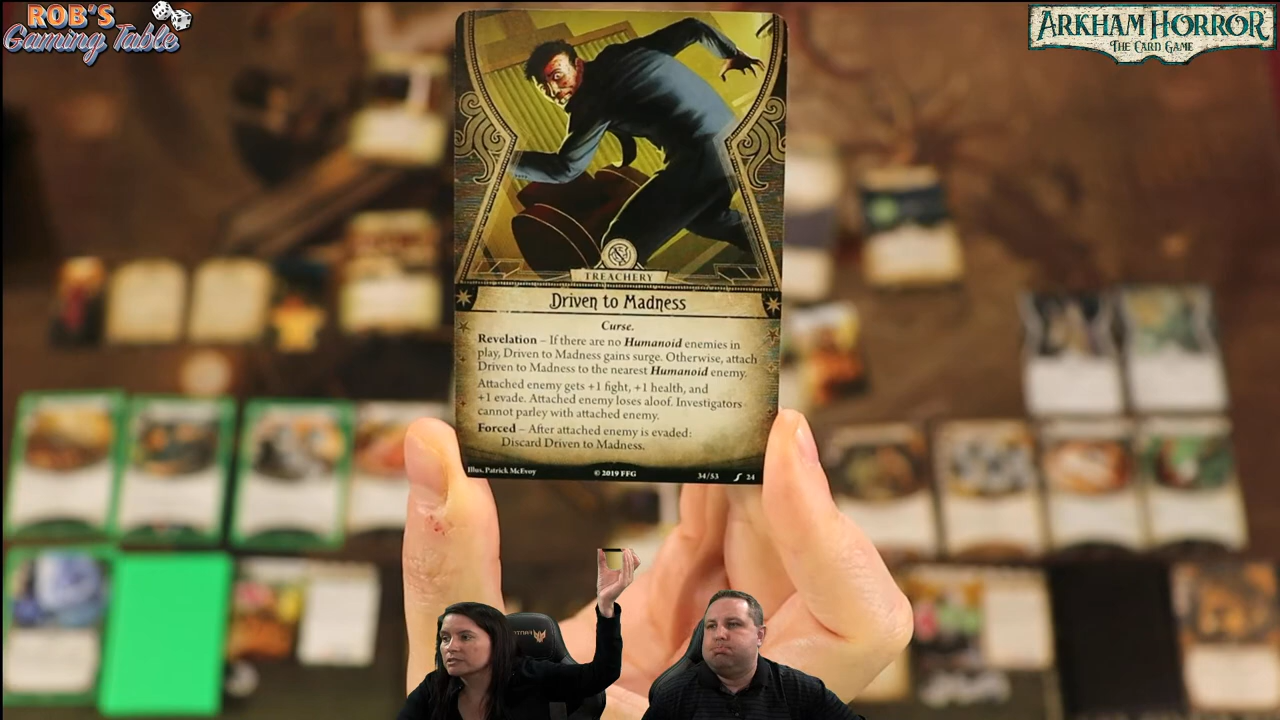 ROB'S
Gaming Table
ARKHAM HORROR
THE CARD GAME
TREACHERY
Driven to Madness
Curse.
Revelation – If there are no Humanoid enemies in
play, Driven to Madness gains surge. Otherwise, attach
Driven to Madness to the nearest Humanoid enemy.
Attached enemy gets +1 fight, +1 health, and
+1 evade. Attached enemy loses aloof. Investigators
cannot parley with attached enemy.
Forced – After attached enemy is evaded:
Discard Driven to Madness.
Illus. Patrick McEvoy
© 2019 FFG
34/53
24